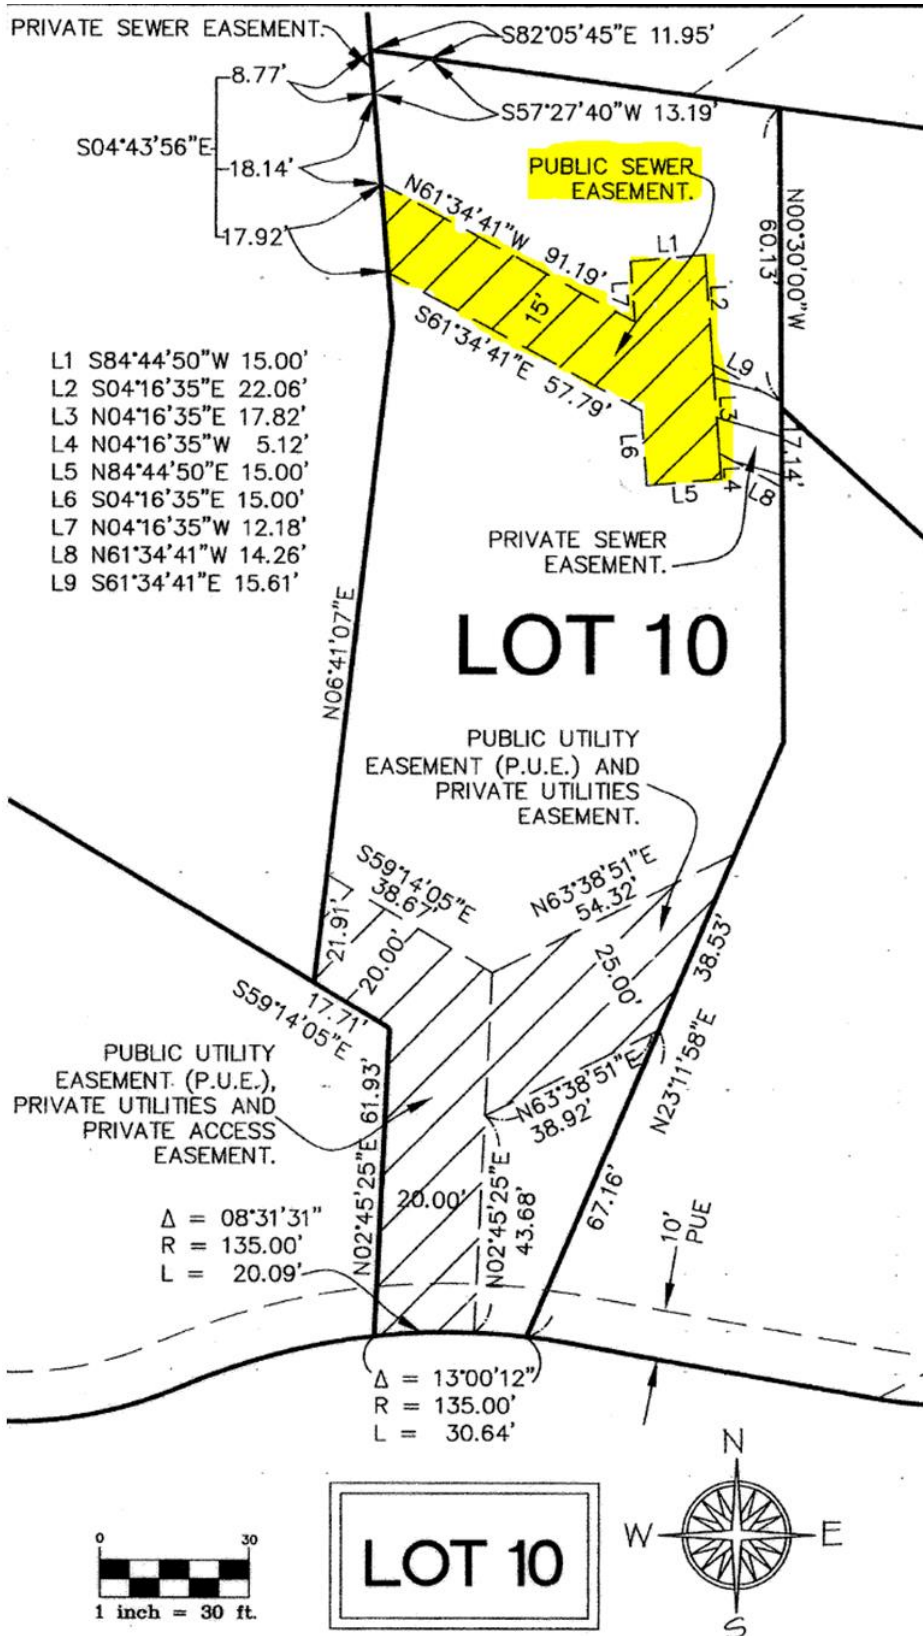 PRIVATE SEWER EASEMENT.
S82°05'45"E 11.95'
8.77'
S57°27'40"W 13.19'
S04°43'56"E
18.14'
17.92'
PUBLIC SEWER
EASEMENT.
N61°34'41"W 91.19'
L1
L7
L2
15'
S61°34'41"E 57.79'
N00°30'00"W
60.13'
L9
L3
17.14'
L6
L5
L4
L8
L1 S84°44'50"W 15.00'
L2 S04°16'35"E 22.06'
L3 N04°16'35"E 17.82'
L4 N04°16'35"W 5.12'
L5 N84°44'50"E 15.00'
L6 S04°16'35"E 15.00'
L7 N04°16'35"W 12.18'
L8 N61°34'41"W 14.26'
L9 S61°34'41"E 15.61'
PRIVATE SEWER
EASEMENT.
N06°41'07"E
LOT 10
PUBLIC UTILITY
EASEMENT (P.U.E.) AND
PRIVATE UTILITIES
EASEMENT.
S59°14'05"E
38.67'
N63°38'51"E
54.32'
21.91'
20.00'
25.00'
38.53'
17.71'
S59°14'05"E
N63°38'51"E
38.92'
N23°11'58"E
67.16'
PUBLIC UTILITY
EASEMENT (P.U.E.),
PRIVATE UTILITIES AND
PRIVATE ACCESS
EASEMENT.
N02°45'25"E 61.93'
20.00'
N02°45'25"E
43.68'
10'
PUE
Δ = 08°31'31"
R = 135.00'
L = 20.09'
Δ = 13°00'12"
R = 135.00'
L = 30.64'
0 30
1 inch = 30 ft.
LOT 10
N
W E
S